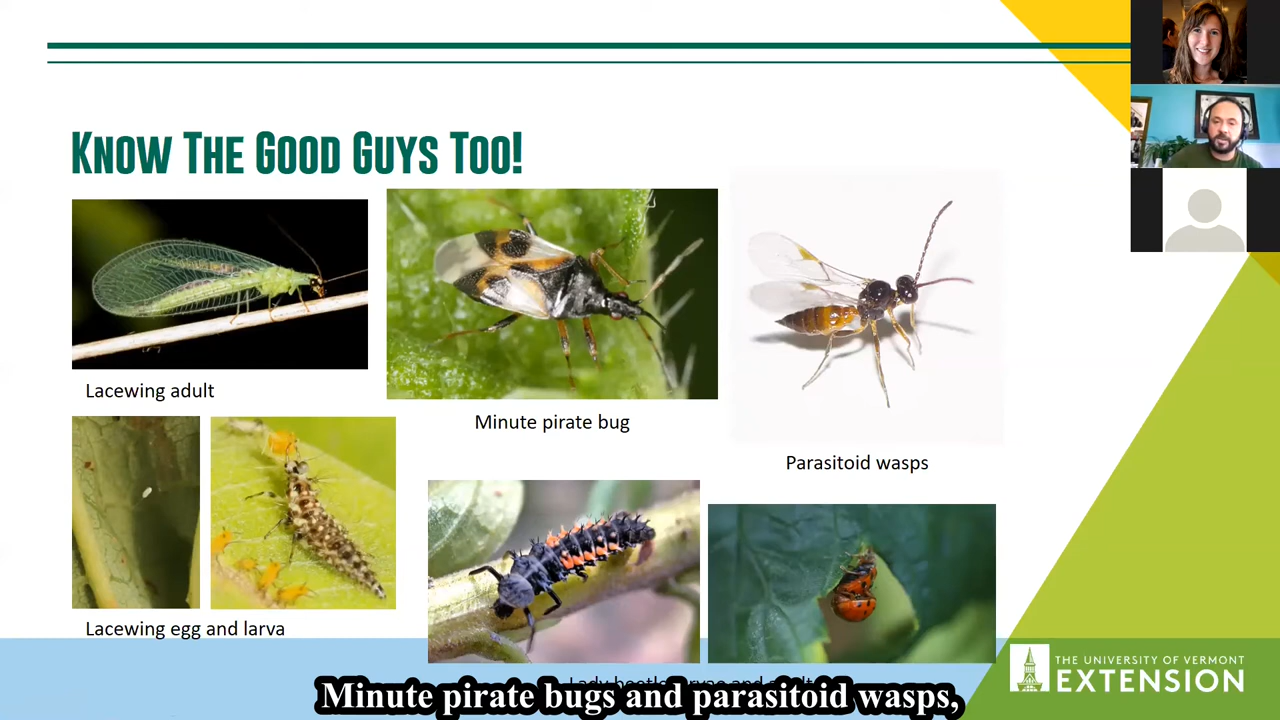 Know The Good Guys Too!
Lacewing adult
Minute pirate bug
Parasitoid wasps
Lacewing egg and larva
Minute pirate bugs and parasitoid wasps,
THE UNIVERSITY OF VERMONT
EXTENSION